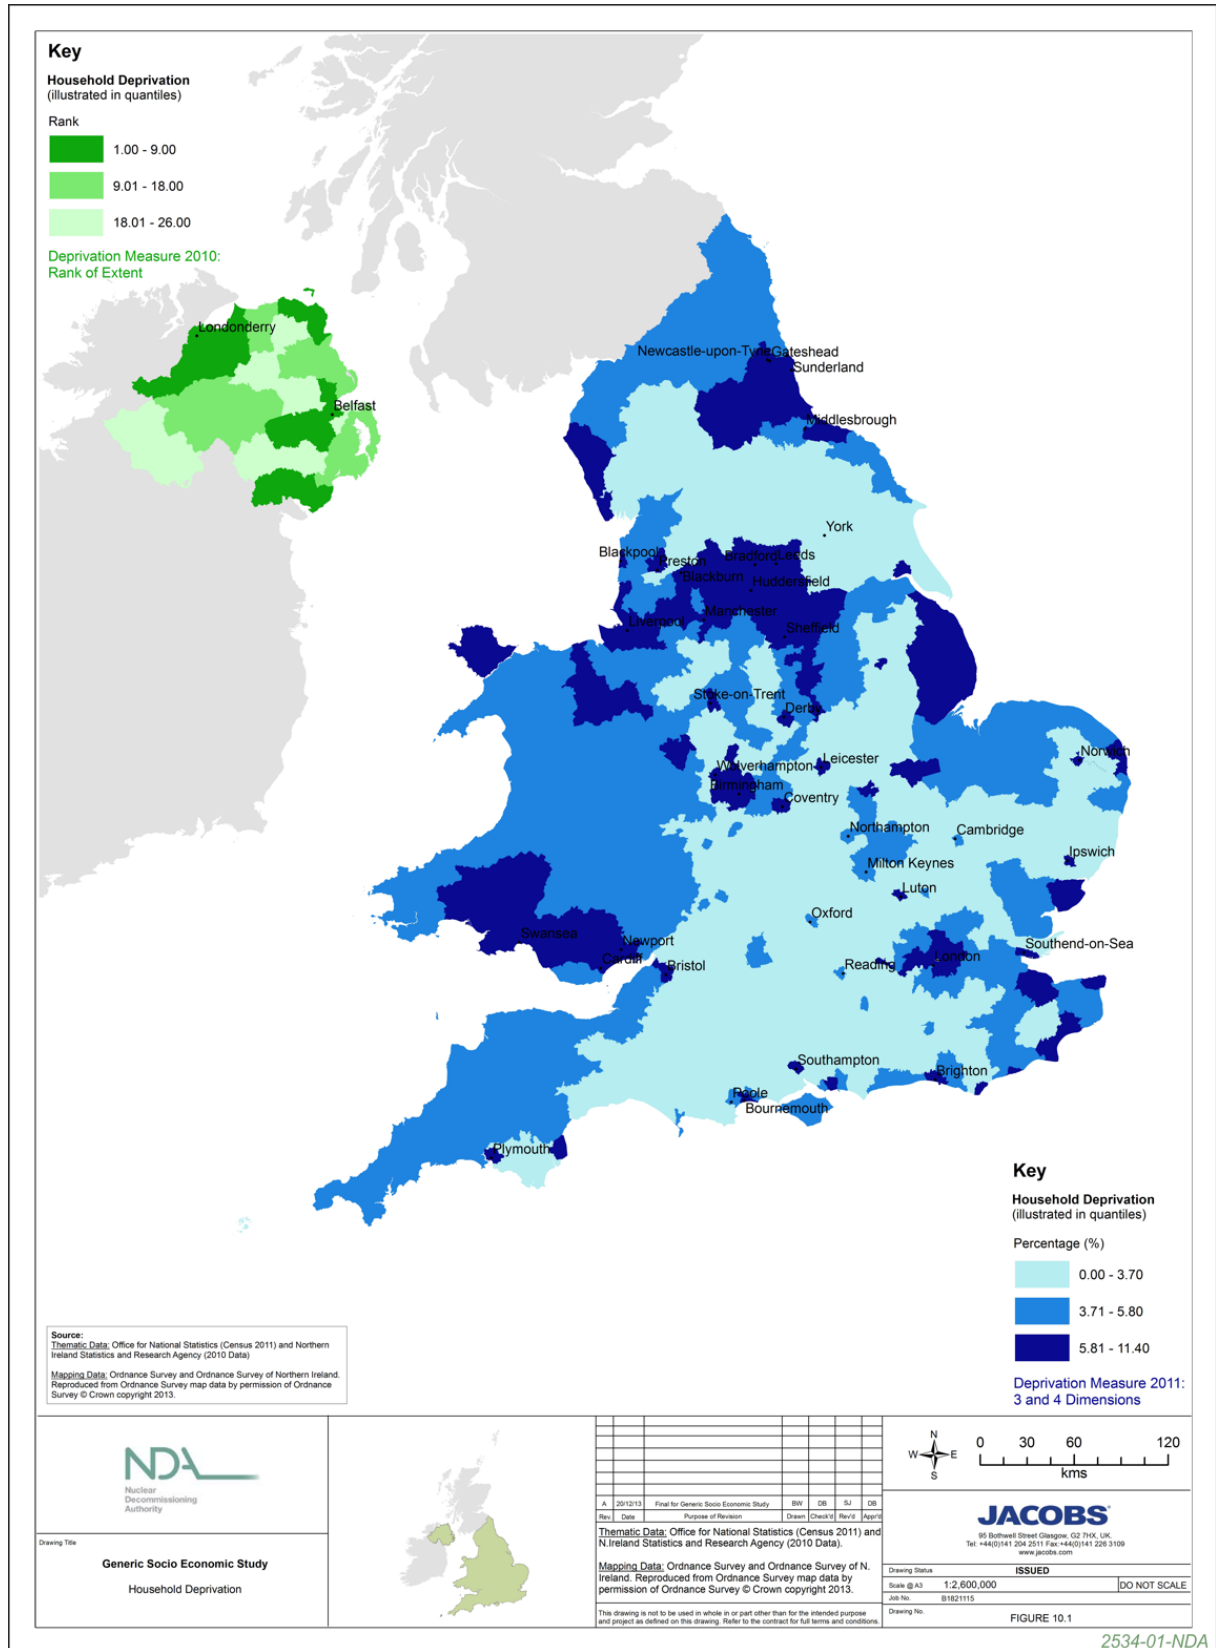 Key
Household Deprivation
(illustrated in quantiles)
Rank
1.00 - 9.00
9.01 - 18.00
18.01 - 26.00
Deprivation Measure 2010:
Rank of Extent
Londonderry
Belfast
Newcastle-upon-Tyne
Gateshead
Sunderland
Middlesbrough
York
Blackpool
Preston
Bradford
Leeds
Blackburn
Huddersfield
Manchester
Liverpool
Sheffield
Stoke-on-Trent
Derby
Norwich
Leicester
Wolverhampton
Birmingham
Coventry
Northampton
Cambridge
Ipswich
Milton Keynes
Luton
Oxford
Swansea
Newport
Cardiff
Bristol
Reading
London
Southend-on-Sea
Southampton
Brighton
Poole
Bournemouth
Plymouth
Key
Household Deprivation
(illustrated in quantiles)
Percentage (%)
0.00 - 3.70
3.71 - 5.80
5.81 - 11.40
Deprivation Measure 2011:
3 and 4 Dimensions
Source:
Thematic Data: Office for National Statistics (Census 2011) and Northern
Ireland Statistics and Research Agency (2010 Data)
Mapping Data: Ordnance Survey and Ordnance Survey of Northern Ireland.
Reproduced from Ordnance Survey map data by permission of Ordnance
Survey © Crown copyright 2013.
NDA
Nuclear
Decommissioning
Authority
Drawing Title
Generic Socio Economic Study
Household Deprivation
A 20/12/13 Final for Generic Socio Economic Study BW DB SJ DB
Rev. Date Purpose of Revision Drawn Check'd Rev'd Appr'd
Thematic Data: Office for National Statistics (Census 2011) and
N.Ireland Statistics and Research Agency (2010 Data).
Mapping Data: Ordnance Survey and Ordnance Survey of N.
Ireland. Reproduced from Ordnance Survey map data by
permission of Ordnance Survey © Crown copyright 2013.
This drawing is not to be used in whole in or part other than for the intended purpose
and project as defined on this drawing. Refer to the contract for full terms and conditions.
N
W E
S
0 30 60 120
kms
JACOBS
95 Bothwell Street Glasgow, G2 7HX, UK.
Tel: +44(0)141 204 2511 Fax:+44(0)141 226 3109
www.jacobs.com
Drawing Status ISSUED
Scale @ A3 1:2,600,000 DO NOT SCALE
Job No. B1821115
Drawing No. FIGURE 10.1
2534-01-NDA